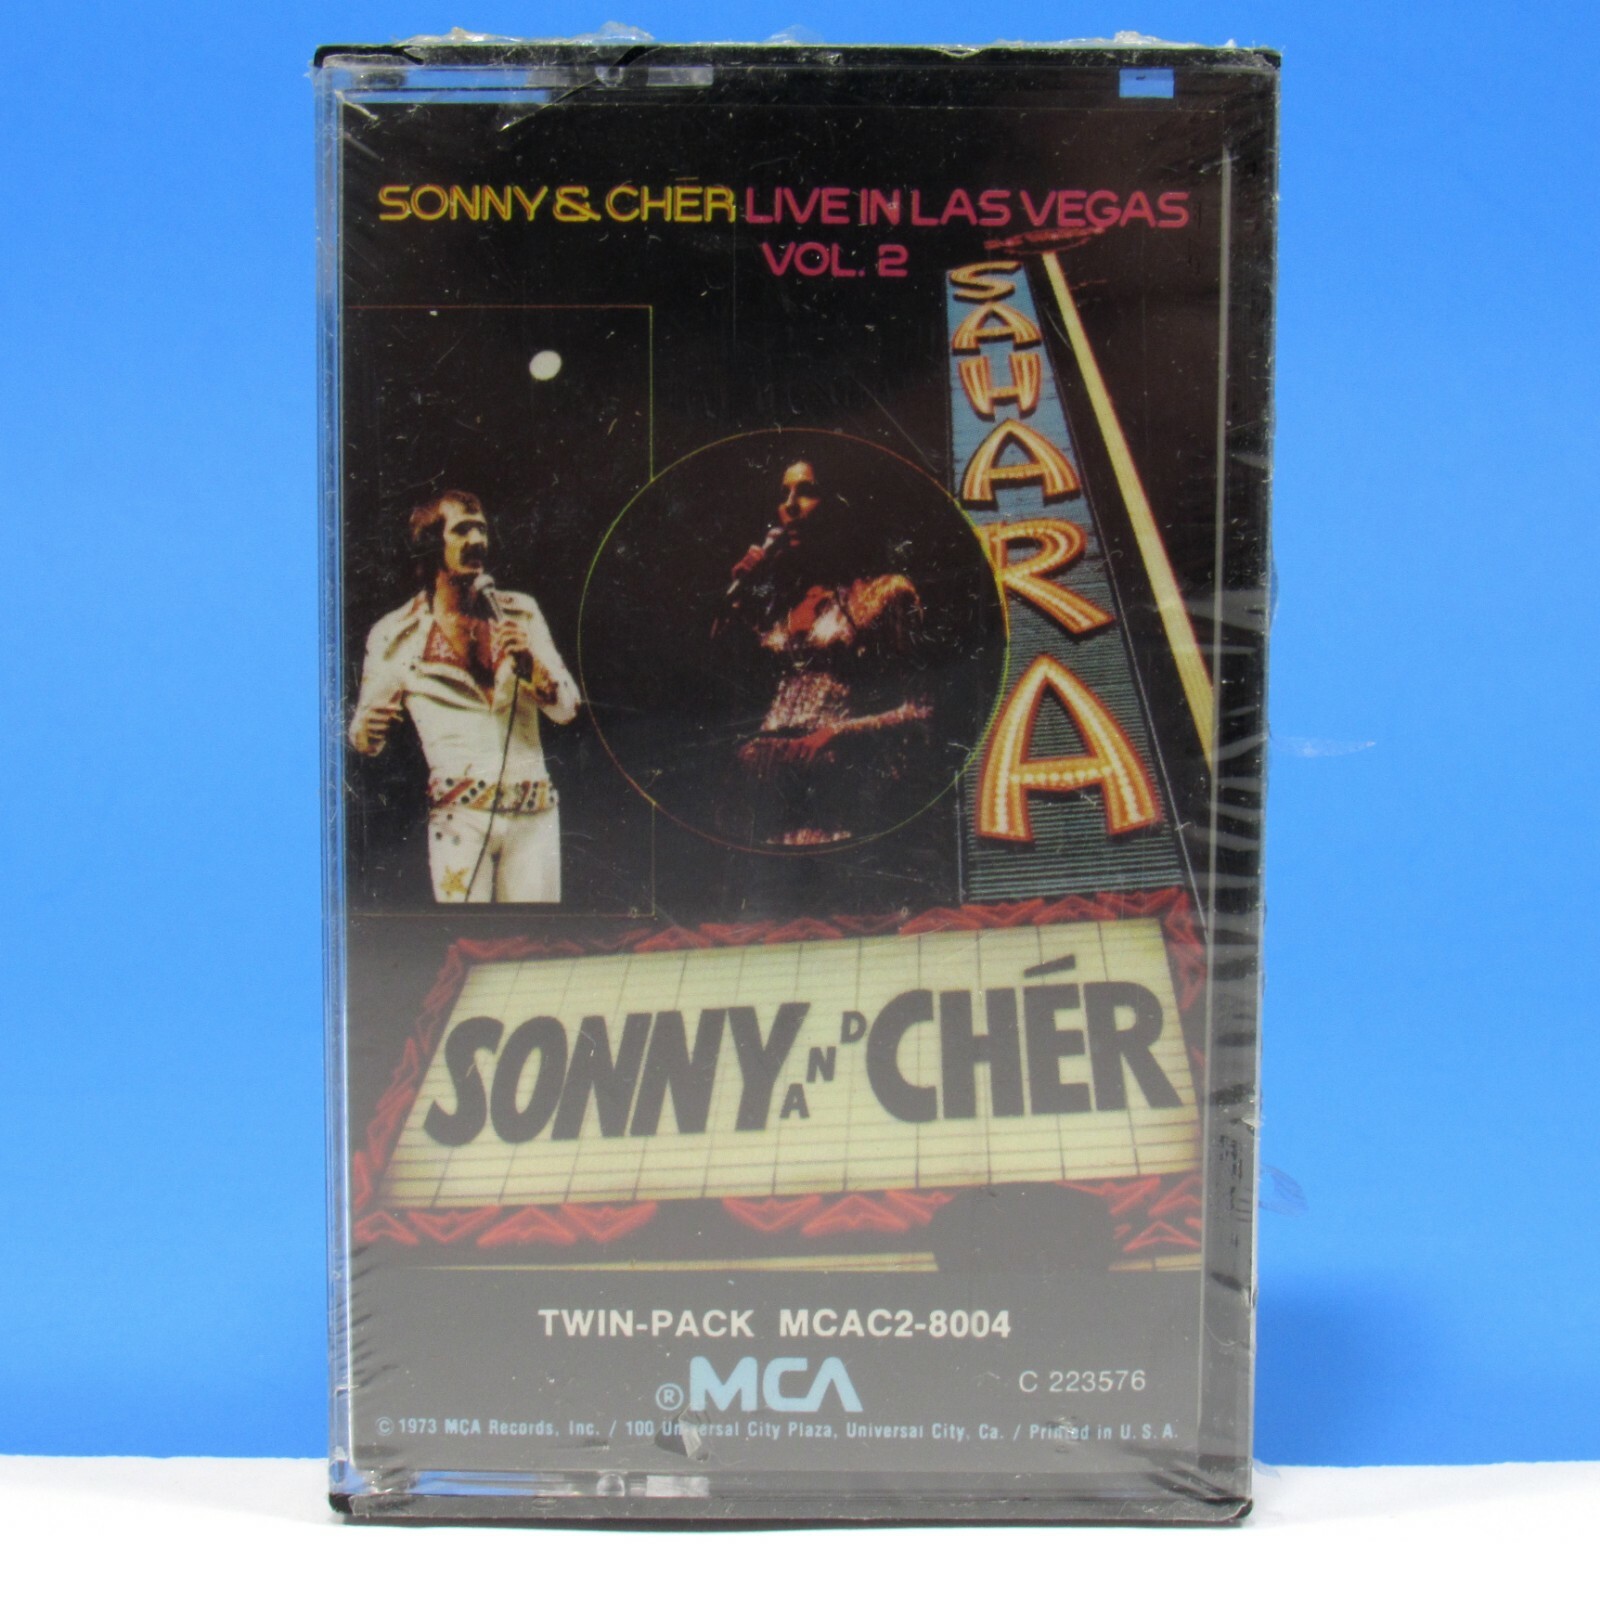 SONNY & CHÉR LIVE IN LAS VEGAS
VOL. 2
SAHARA
SONNY AND CHÉR
TWIN-PACK MCAC2-8004
® MCA
C 223576
© 1973 MCA Records, Inc. / 100 Universal City Plaza, Universal City, Ca. / Printed in U. S. A.